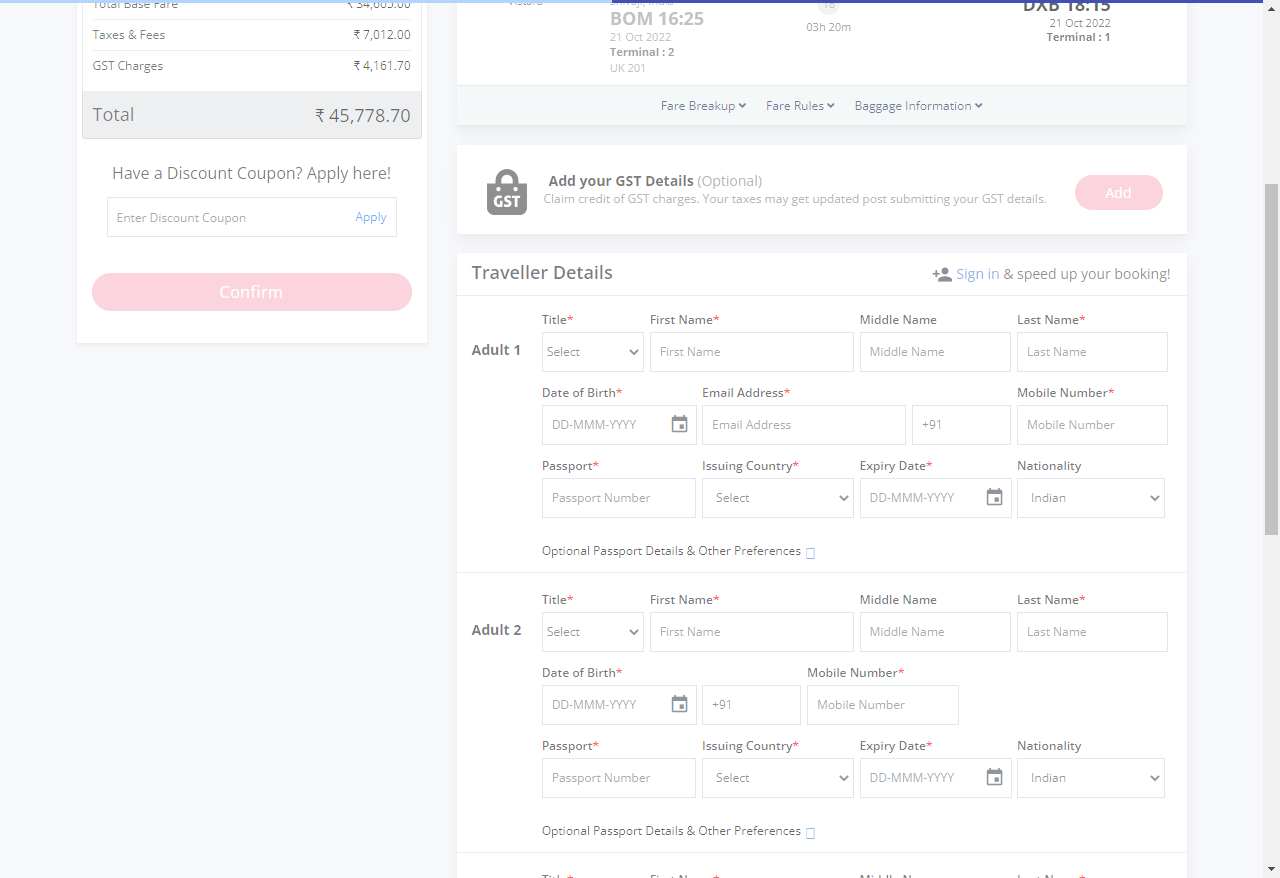 Total Base Fare ₹ 34,605.00
Taxes & Fees ₹ 7,012.00
GST Charges ₹ 4,161.70
Total ₹ 45,778.70
Have a Discount Coupon? Apply here!
Enter Discount Coupon Apply
Confirm
BOM 16:25
21 Oct 2022
Terminal : 2
UK 201
18
03h 20m
DXB 18:15
21 Oct 2022
Terminal : 1
Fare Breakup Fare Rules Baggage Information
GST
Add your GST Details (Optional)
Claim credit of GST charges. Your taxes may get updated post submitting your GST details.
Add
Traveller Details Sign in & speed up your booking!
Adult 1
Title* First Name* Middle Name Last Name*
Select First Name Middle Name Last Name
Date of Birth* Email Address* Mobile Number*
DD-MMM-YYYY Email Address +91 Mobile Number
Passport* Issuing Country* Expiry Date* Nationality
Passport Number Select DD-MMM-YYYY Indian
Optional Passport Details & Other Preferences
Adult 2
Title* First Name* Middle Name Last Name*
Select First Name Middle Name Last Name
Date of Birth* Mobile Number*
DD-MMM-YYYY +91 Mobile Number
Passport* Issuing Country* Expiry Date* Nationality
Passport Number Select DD-MMM-YYYY Indian
Optional Passport Details & Other Preferences